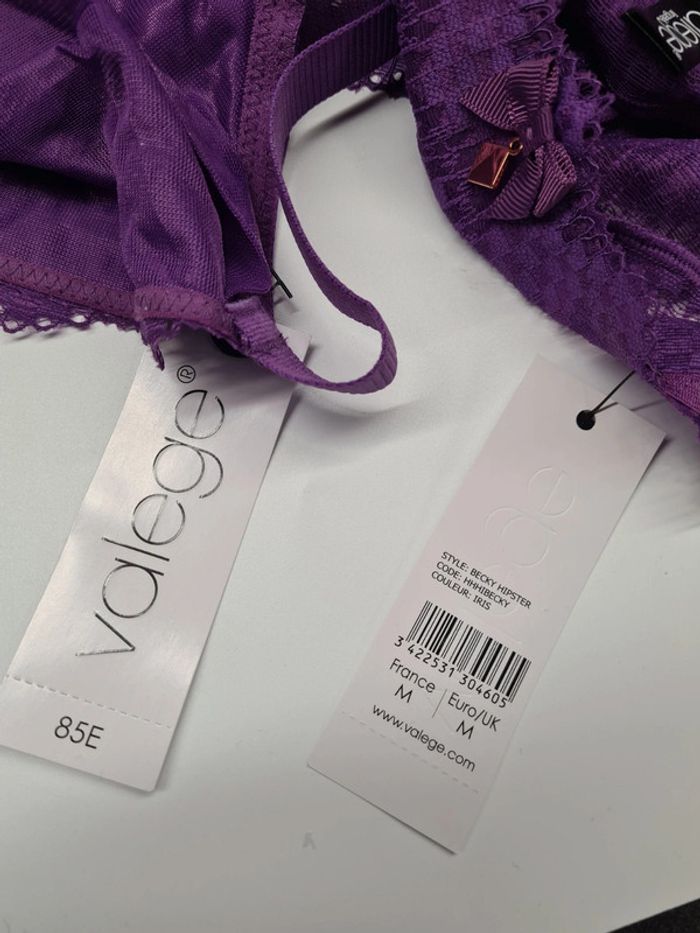 valege®
85E
STYLE: BECKY HIPSTER
CODE: HHHIBECKY
COULEUR: IRIS
3 422531 304605
France | Euro/UK
M | M
www.valege.com